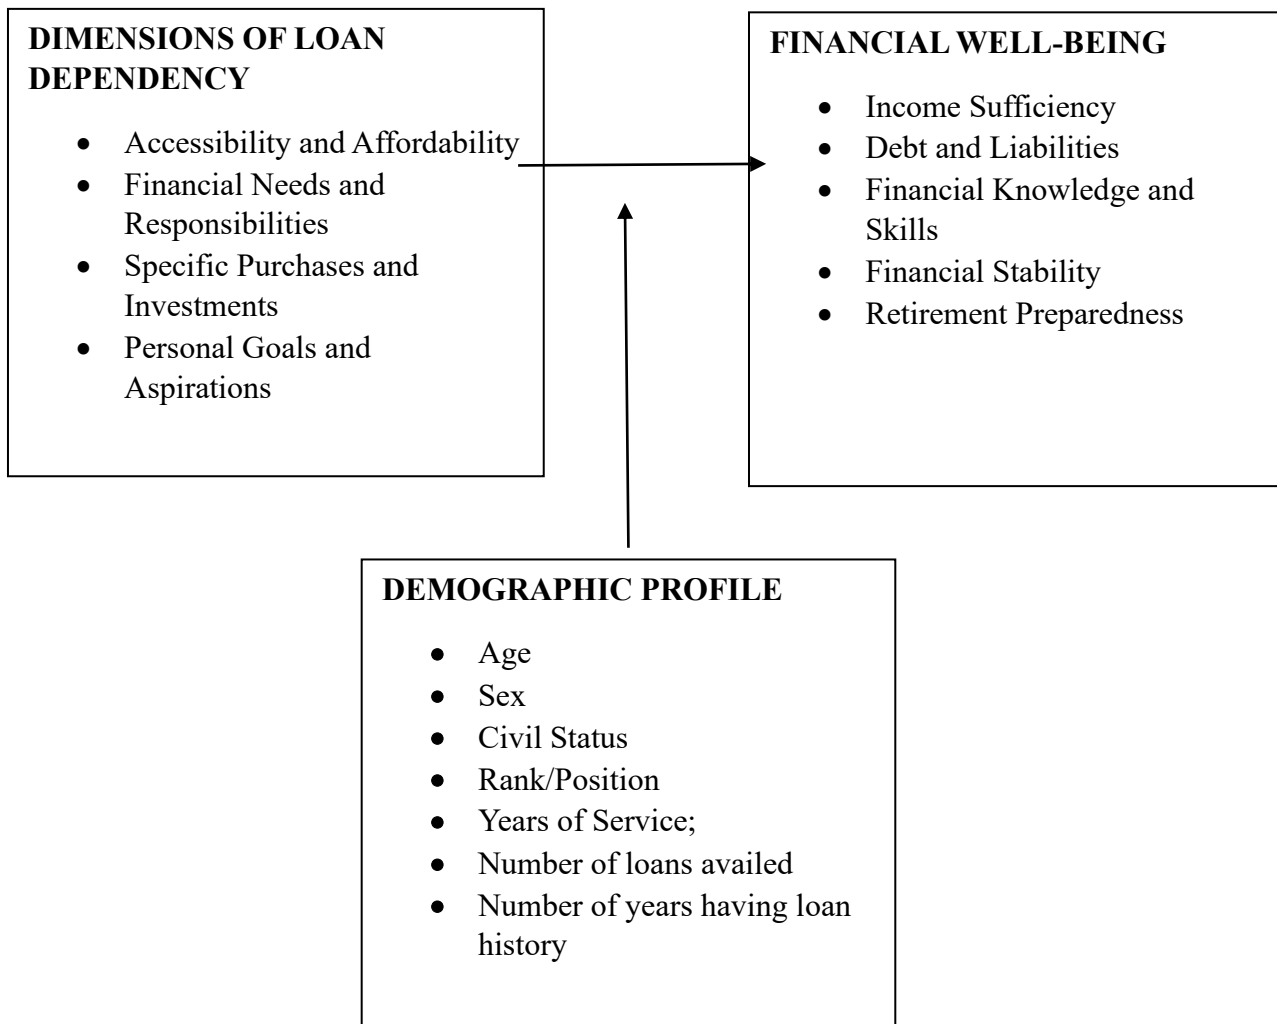 DIMENSIONS OF LOAN
DEPENDENCY
• Accessibility and Affordability
• Financial Needs and
Responsibilities
• Specific Purchases and
Investments
• Personal Goals and
Aspirations
FINANCIAL WELL-BEING
• Income Sufficiency
• Debt and Liabilities
• Financial Knowledge and
Skills
• Financial Stability
• Retirement Preparedness
DEMOGRAPHIC PROFILE
• Age
• Sex
• Civil Status
• Rank/Position
• Years of Service;
• Number of loans availed
• Number of years having loan
history